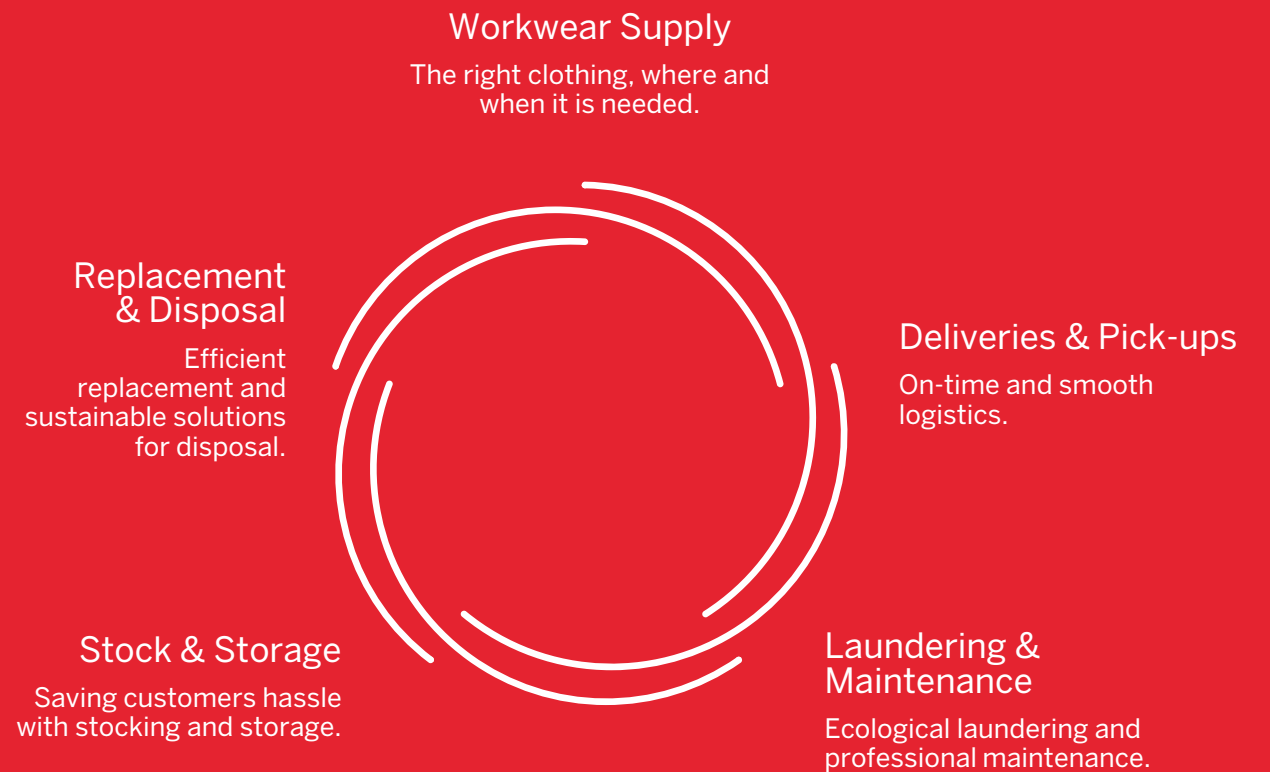 Workwear Supply
The right clothing, where and
when it is needed.
Deliveries & Pick-ups
On-time and smooth
logistics.
Laundering &
Maintenance
Ecological laundering and
professional maintenance.
Stock & Storage
Saving customers hassle
with stocking and storage.
Replacement
& Disposal
Efficient
replacement and
sustainable solutions
for disposal.